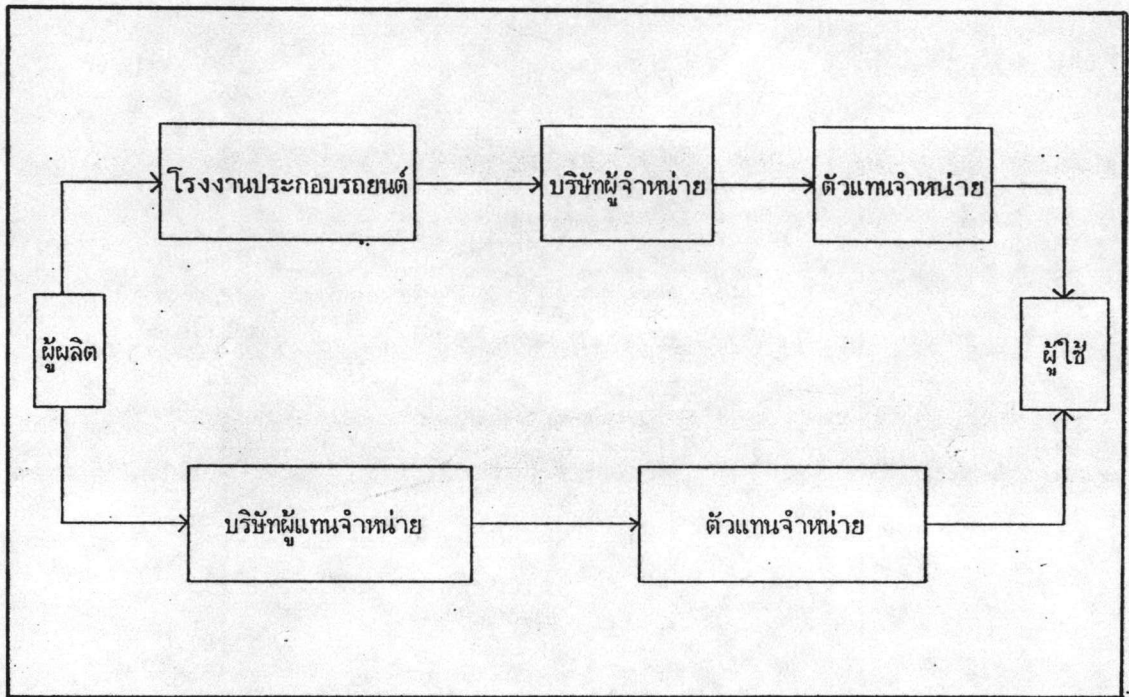 โรงงานประกอบรถยนต์
บริษัทผู้จำหน่าย
ตัวแทนจำหน่าย
ผู้ผลิต
ผู้ใช้
บริษัทผู้แทนจำหน่าย
ตัวแทนจำหน่าย